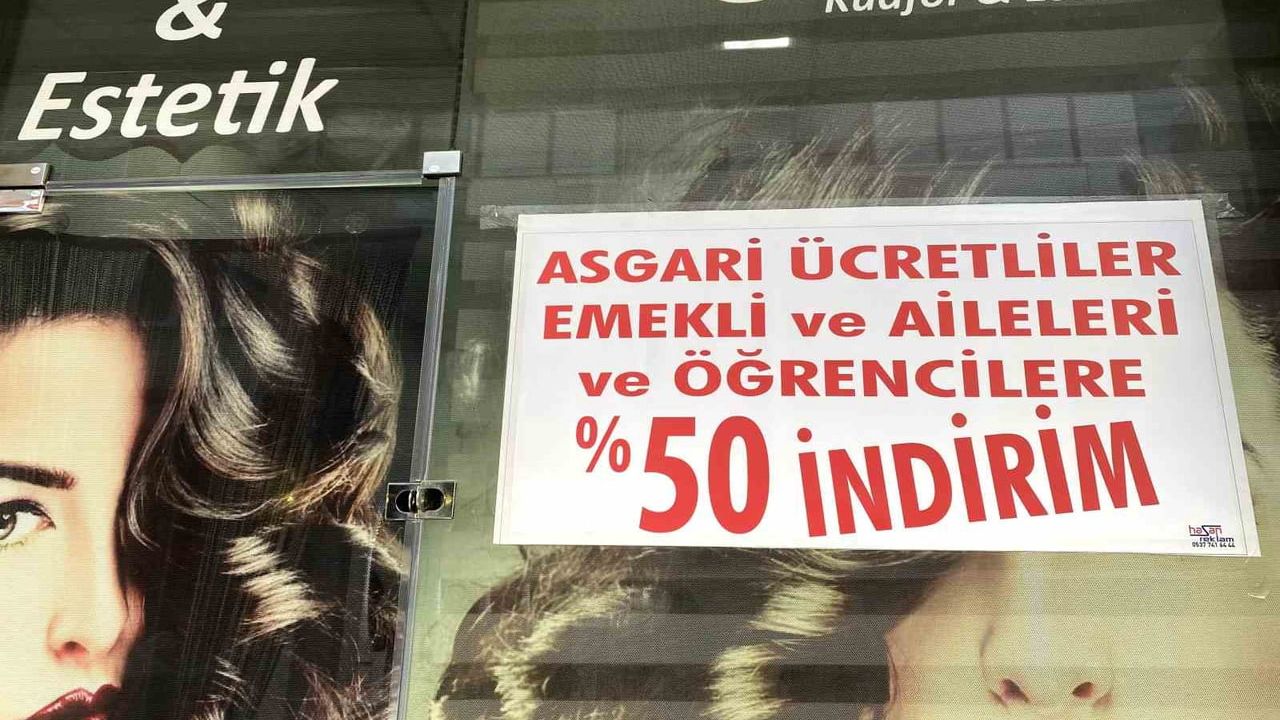 &
Estetik
ASGARİ ÜCRETLİLER
EMEKLİ ve AİLELERİ
ve ÖĞRENCİLERE
%50 İNDİRİM
hasan
reklam